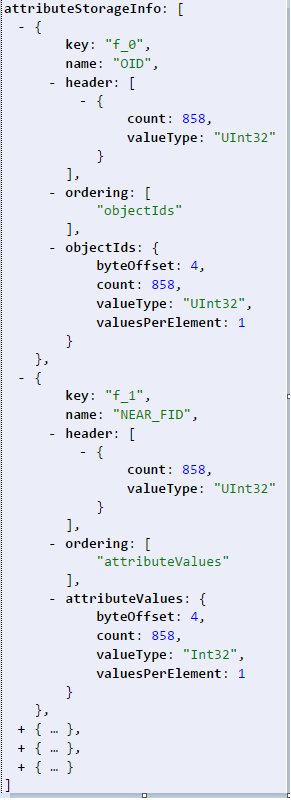 attributeStorageInfo: [
- {
key: "f_0",
name: "OID",
- header: [
- {
count: 858,
valueType: "UInt32"
}
],
- ordering: [
"objectIds"
],
- objectIds: {
byteOffset: 4,
count: 858,
valueType: "UInt32",
valuesPerElement: 1
}
},
- {
key: "f_1",
name: "NEAR_FID",
- header: [
- {
count: 858,
valueType: "UInt32"
}
],
- ordering: [
"attributeValues"
],
- attributeValues: {
byteOffset: 4,
count: 858,
valueType: "Int32",
valuesPerElement: 1
}
},
+ { … },
+ { … },
+ { … }
]